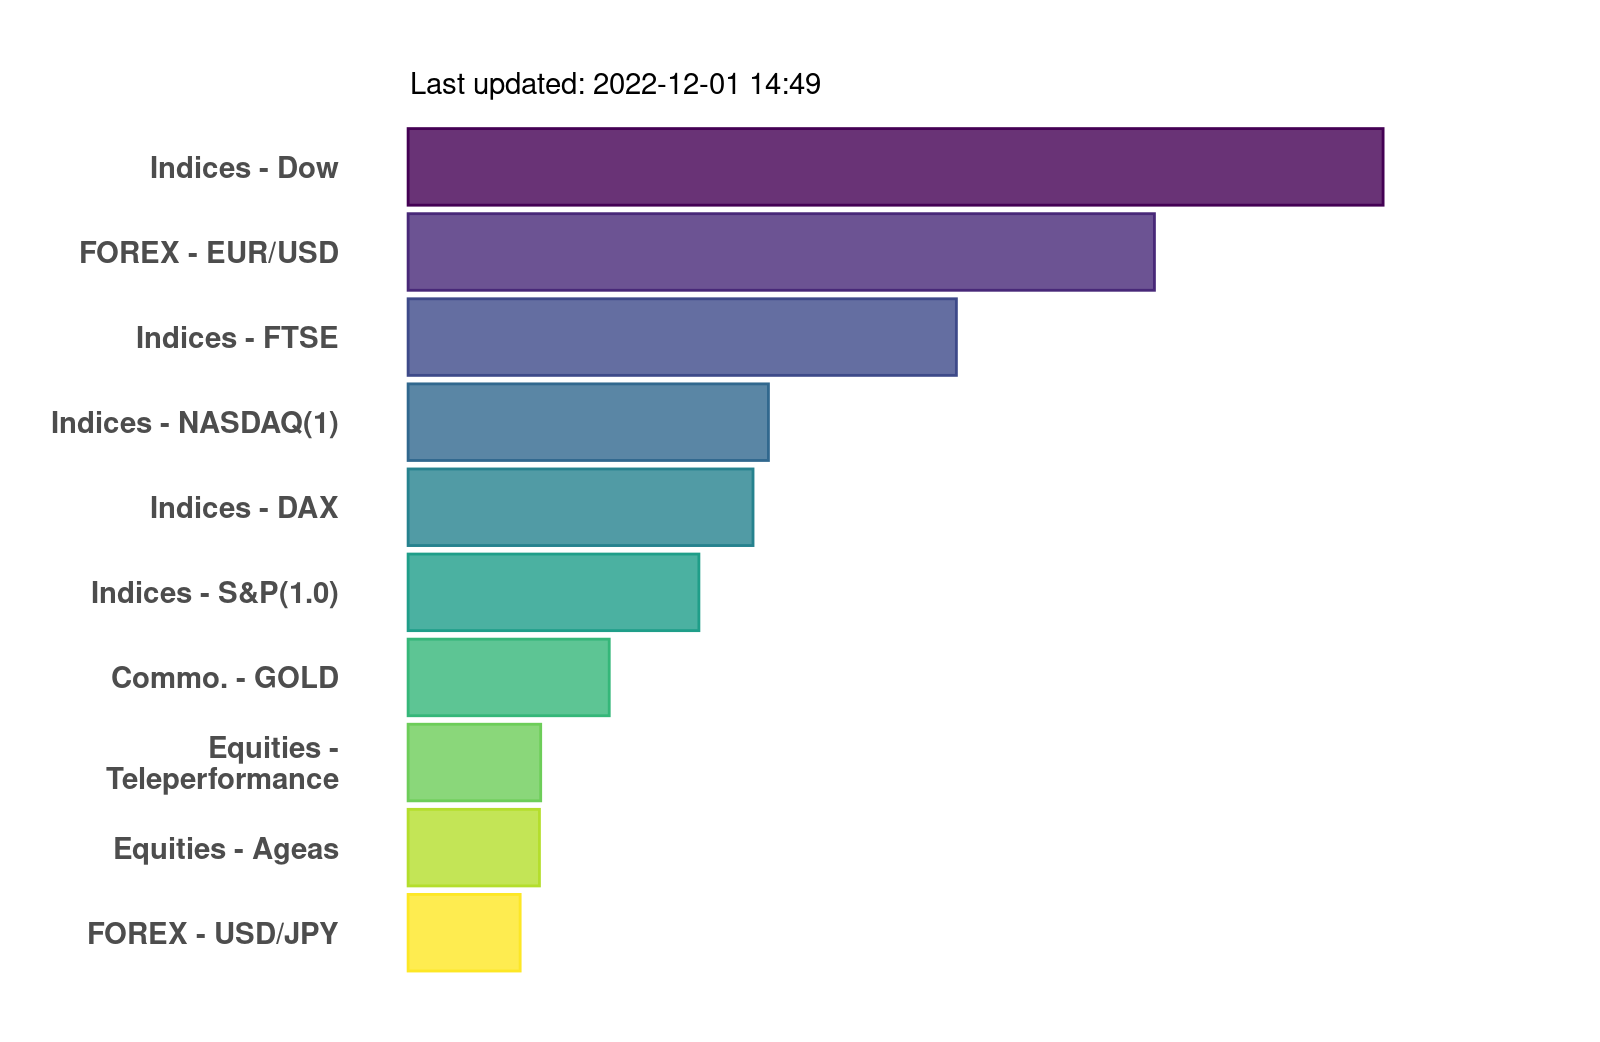 Last updated: 2022-12-01 14:49
Indices - Dow
FOREX - EUR/USD
Indices - FTSE
Indices - NASDAQ(1)
Indices - DAX
Indices - S&P(1.0)
Commo. - GOLD
Equities -
Teleperformance
Equities - Ageas
FOREX - USD/JPY